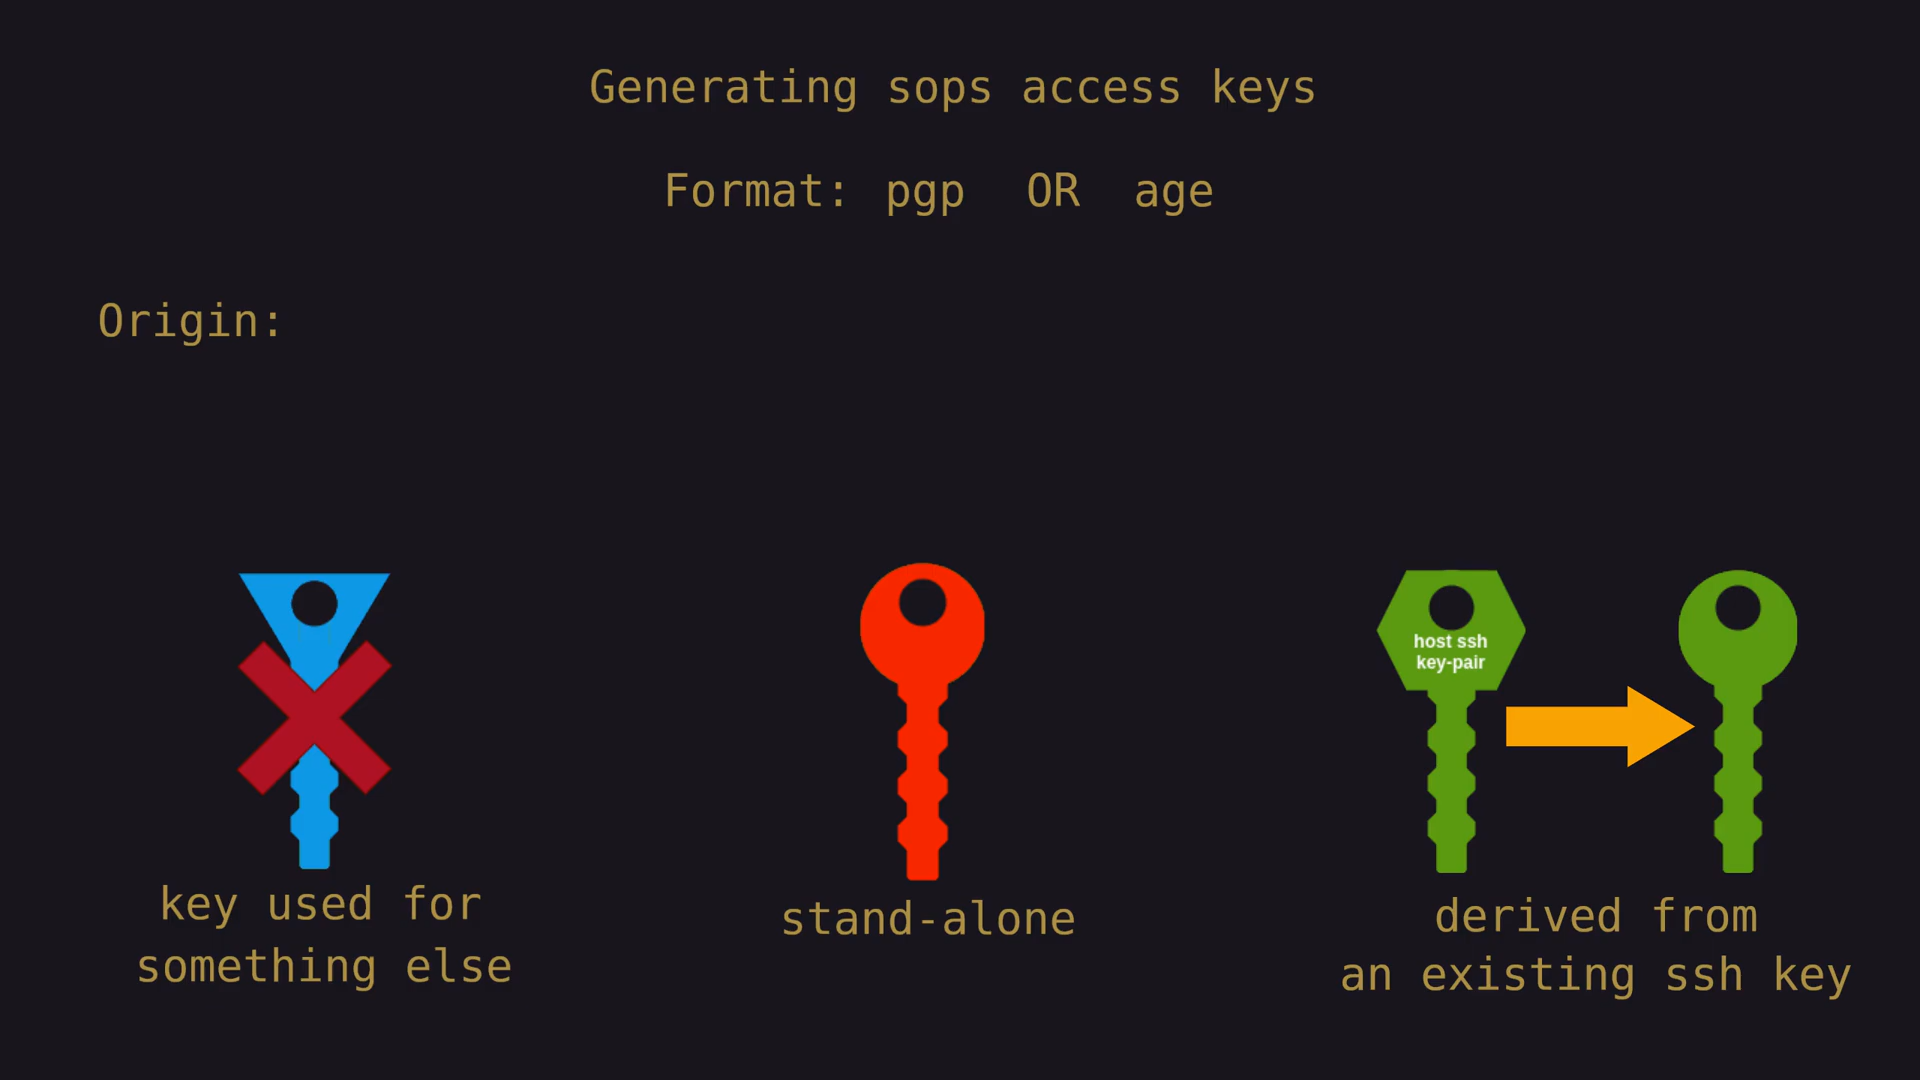 Generating sops access keys
Format: pgp OR age
Origin:
host ssh
key-pair
key used for
something else
stand-alone
derived from
an existing ssh key